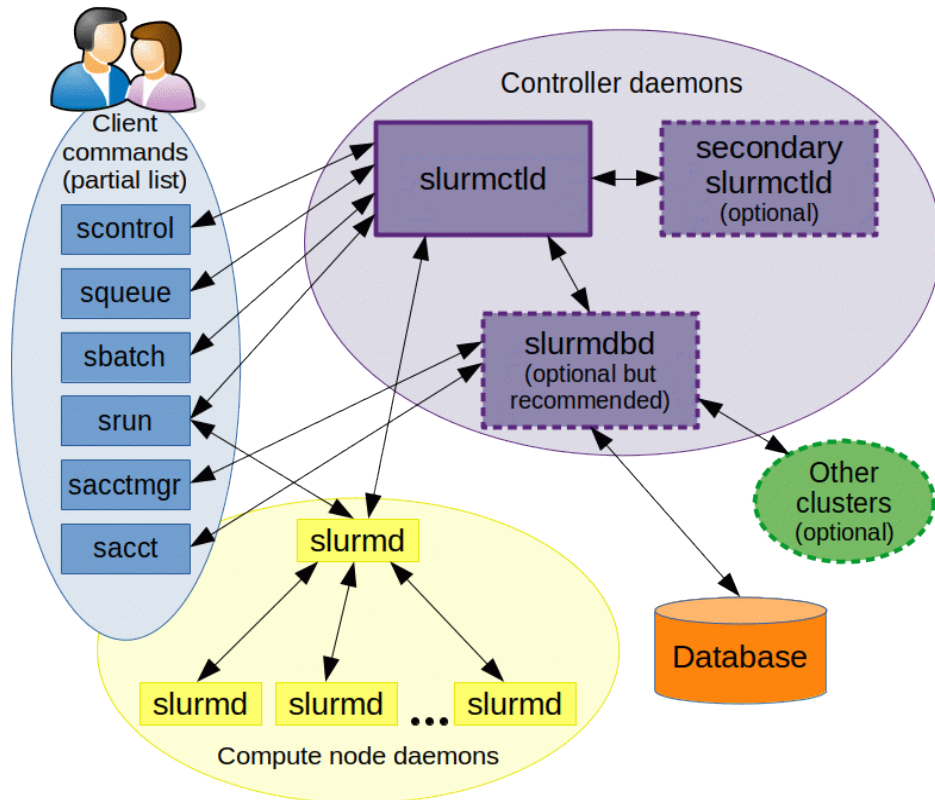 Client
commands
(partial list)
scontrol
squeue
sbatch
srun
sacctmgr
sacct
Controller daemons
slurmctld
secondary
slurmctld
(optional)
slurmdbd
(optional but
recommended)
Other
clusters
(optional)
Database
slurmd
slurmd
slurmd
...
slurmd
Compute node daemons